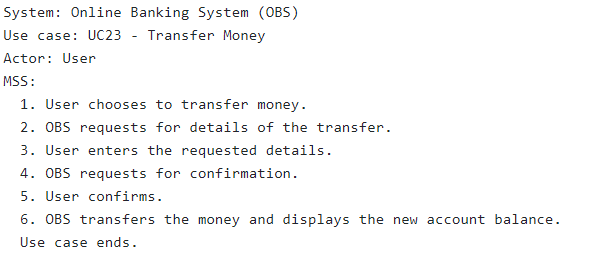 System: Online Banking System (OBS)
Use case: UC23 - Transfer Money
Actor: User
MSS:
  1. User chooses to transfer money.
  2. OBS requests for details of the transfer.
  3. User enters the requested details.
  4. OBS requests for confirmation.
  5. User confirms.
  6. OBS transfers the money and displays the new account balance.
  Use case ends.